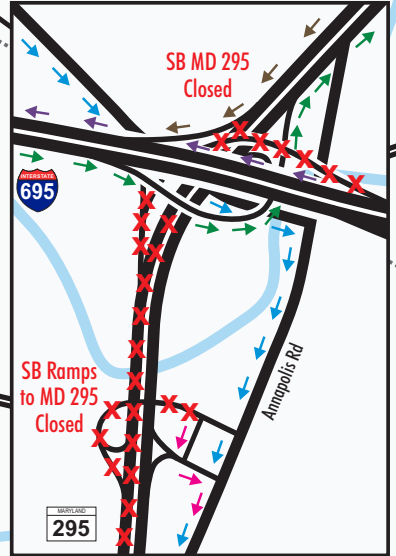 SB MD 295
Closed
INTERSTATE
695
SB Ramps
to MD 295
Closed
Annapolis Rd
MARYLAND
295